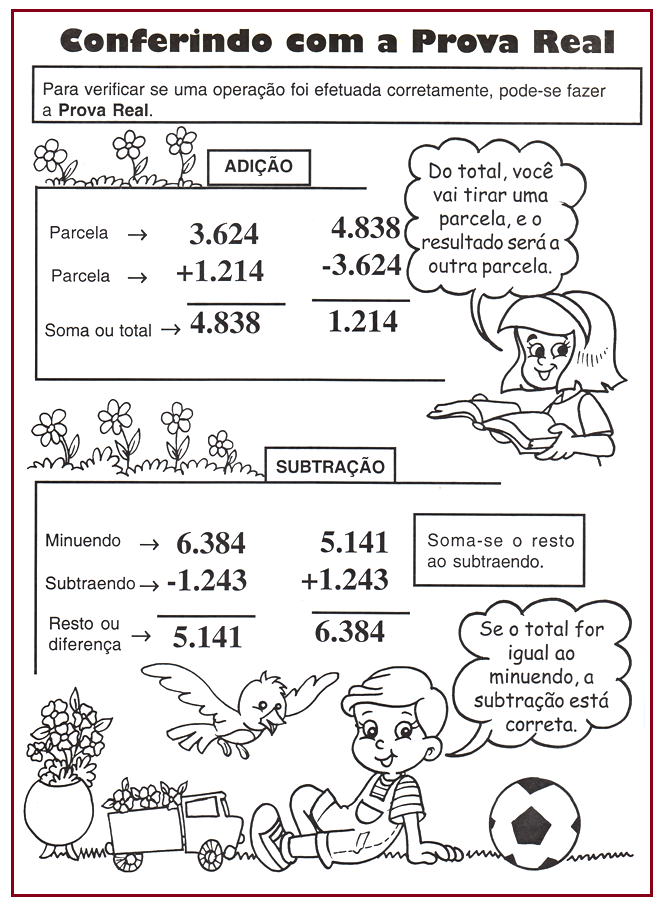 Conferindo com a Prova Real
Para verificar se uma operação foi efetuada corretamente, pode-se fazer
a Prova Real.
ADIÇÃO
Do total, você
vai tirar uma
parcela, e o
resultado será a
outra parcela.
Parcela → 3.624 4.838
Parcela → +1.214 -3.624
Soma ou total → 4.838 1.214
SUBTRAÇÃO
Minuendo → 6.384 5.141
Subtraendo → -1.243 +1.243
Resto ou
diferença → 5.141 6.384
Soma-se o resto
ao subtraendo.
Se o total for
igual ao
minuendo, a
subtração está
correta.